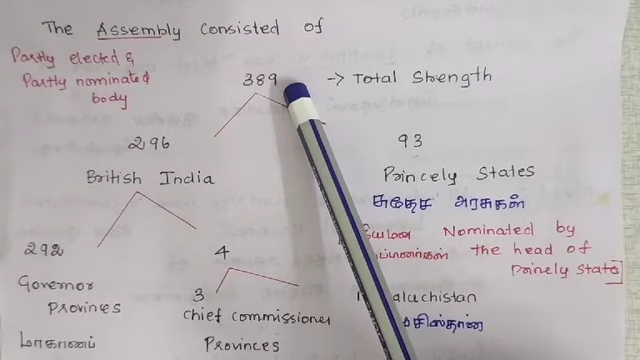 The Assembly consisted of
Partly elected &
Partly nominated
body
389 → Total Strength
296
British India
93
Princely States
சுதேச அரசுகள்
Nominated by
the head of
Princely State]
292
Governor
Provinces
மாகாணப்
4
3
Chief commissioner
Provinces